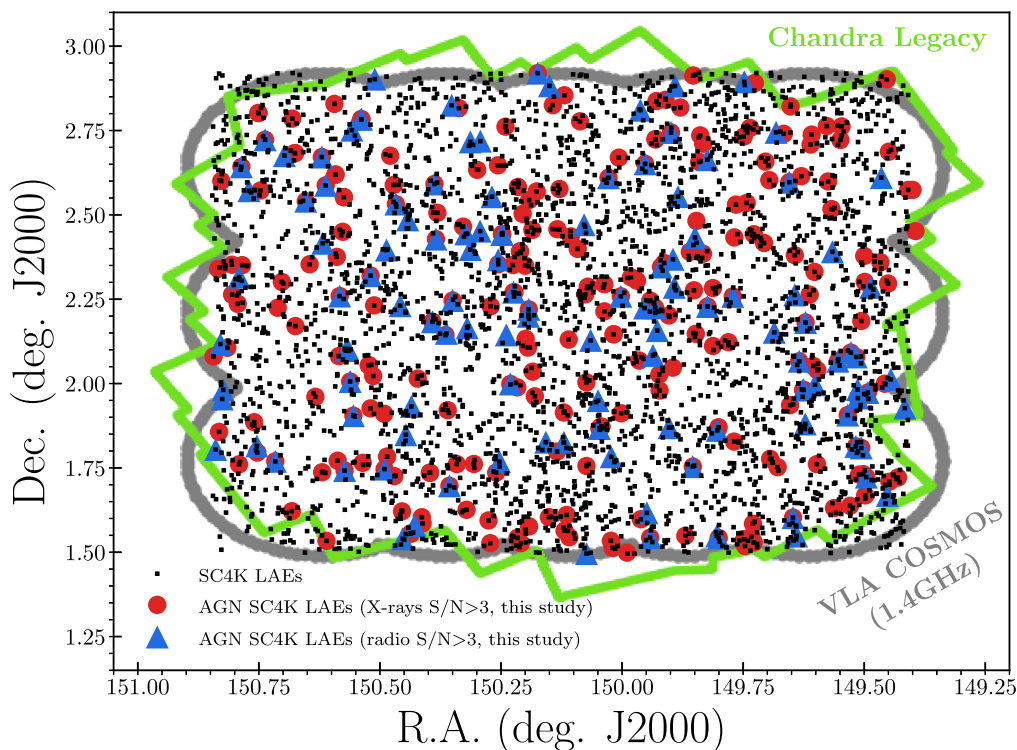 Chandra Legacy
3.00
2.75
2.50
2.25
2.00
1.75
1.50
1.25
Dec. (deg. J2000)
VLA COSMOS
(1.4GHz)
SC4K LAEs
AGN SC4K LAEs (X-rays S/N>3, this study)
AGN SC4K LAEs (radio S/N>3, this study)
151.00 150.75 150.50 150.25 150.00 149.75 149.50 149.25
R.A. (deg. J2000)